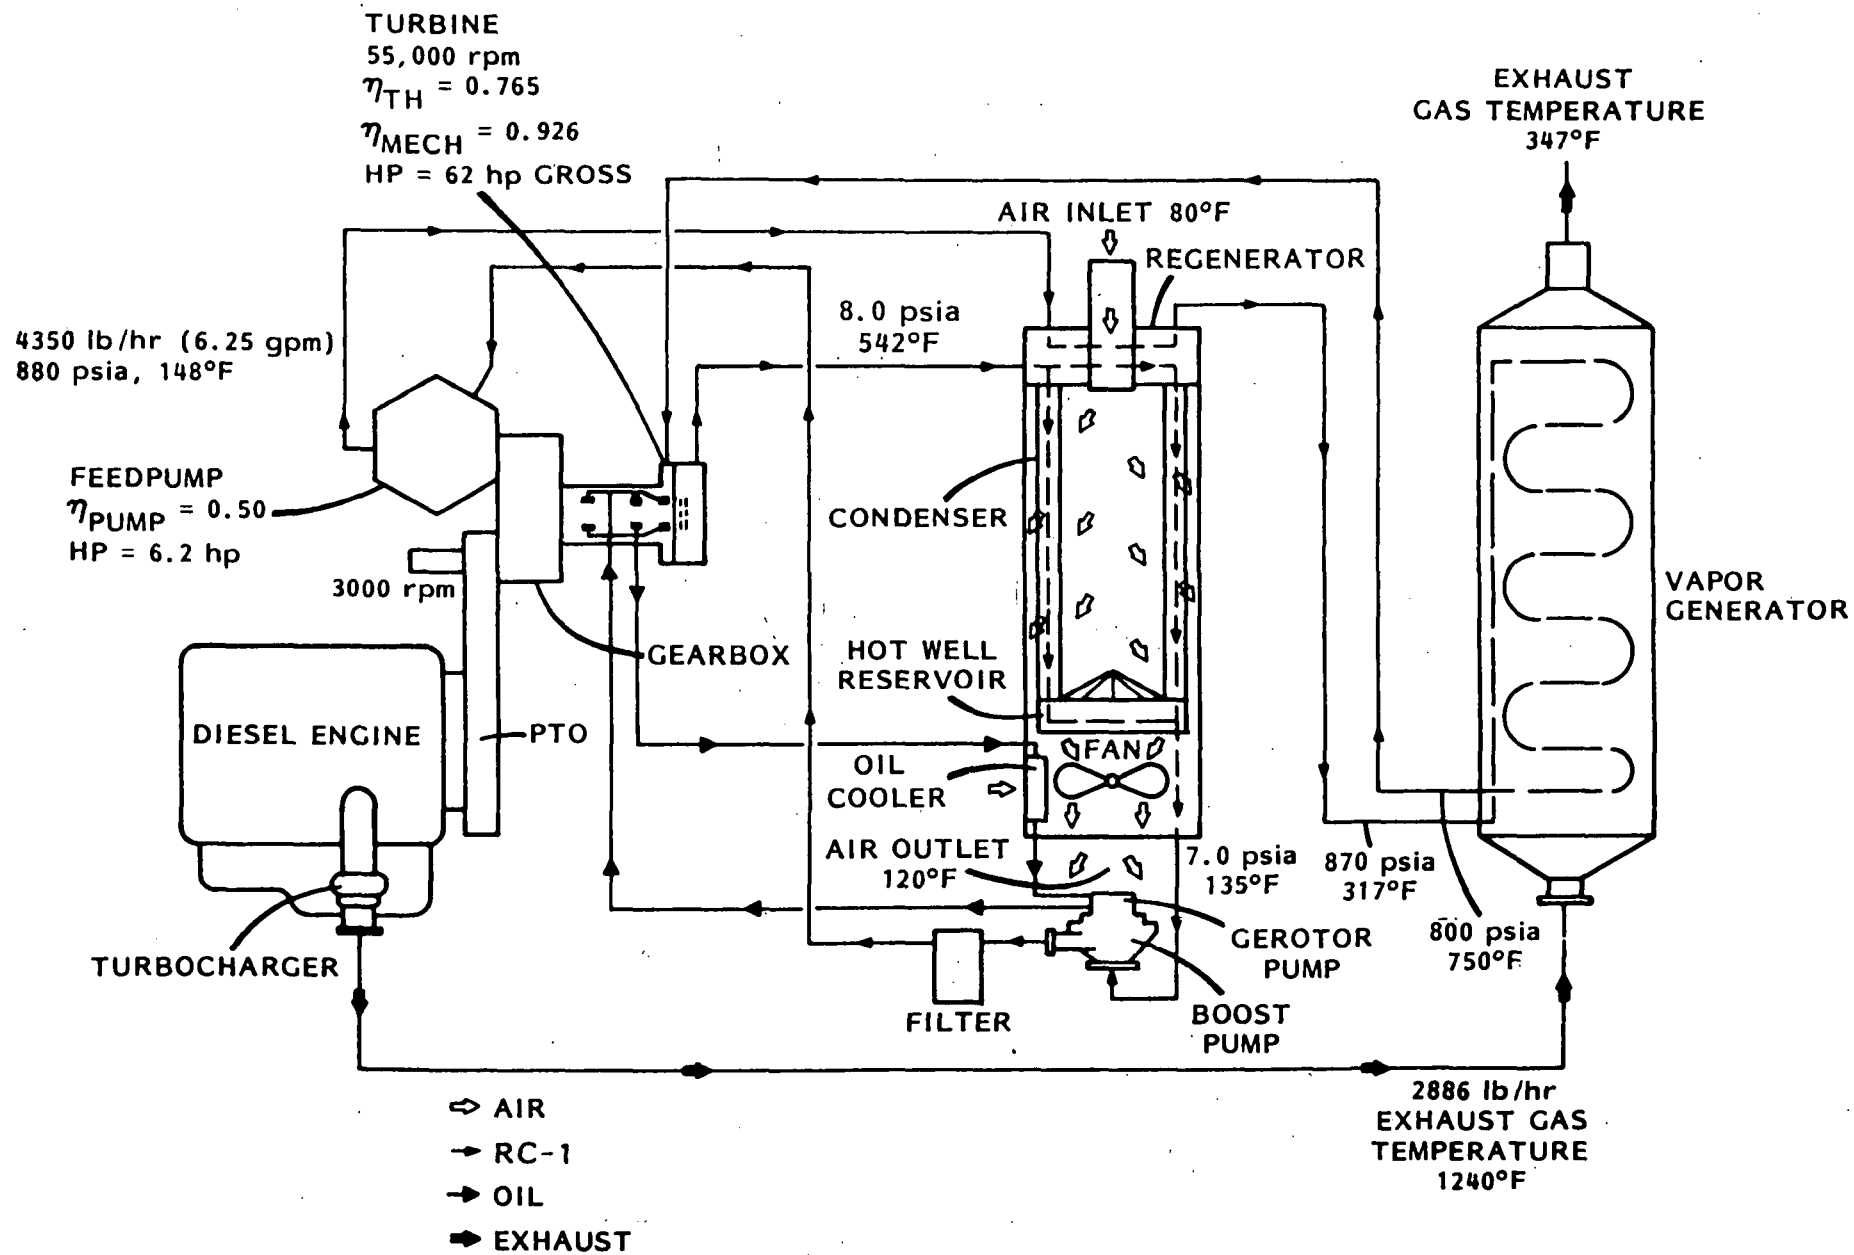 TURBINE
55,000 rpm
ηTH = 0.765
ηMECH = 0.926
HP = 62 hp GROSS
EXHAUST
GAS TEMPERATURE
347°F
AIR INLET 80°F
REGENERATOR
8.0 psia
542°F
4350 lb/hr (6.25 gpm)
880 psia, 148°F
FEEDPUMP
ηPUMP = 0.50
HP = 6.2 hp
3000 rpm
CONDENSER
VAPOR
GENERATOR
GEARBOX
HOT WELL
RESERVOIR
DIESEL ENGINE
PTO
FAN
OIL
COOLER
AIR OUTLET
120°F
7.0 psia
135°F
870 psia
317°F
800 psia
750°F
GEROTOR
PUMP
TURBOCHARGER
FILTER
BOOST
PUMP
2886 lb/hr
EXHAUST GAS
TEMPERATURE
1240°F
AIR
RC-1
OIL
EXHAUST